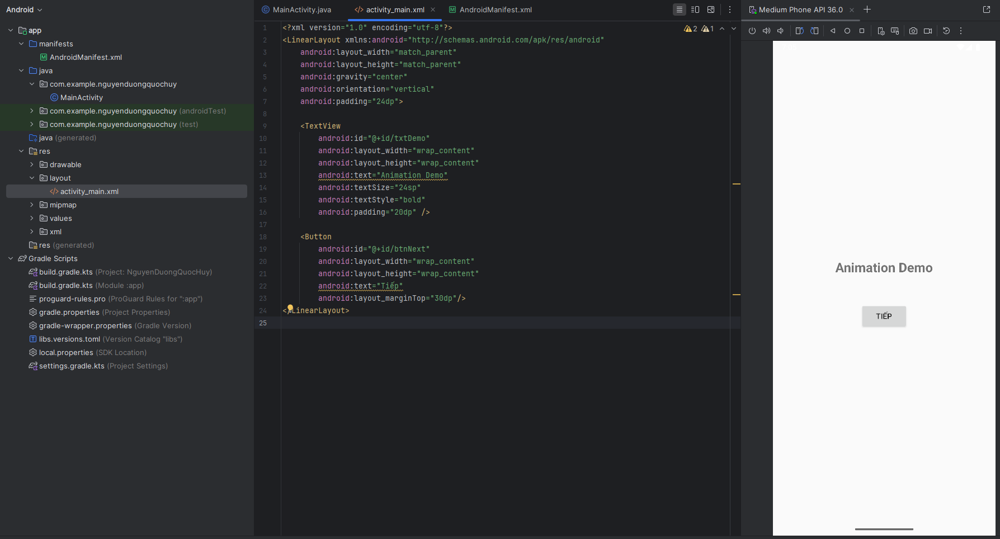 Android
app
manifests
AndroidManifest.xml
java
com.example.nguyenduongquochuy
MainActivity
com.example.nguyenduongquochuy (androidTest)
com.example.nguyenduongquochuy (test)
java (generated)
res
drawable
layout
activity_main.xml
mipmap
values
xml
res (generated)
Gradle Scripts
build.gradle.kts (Project: NguyenDuongQuocHuy)
build.gradle.kts (Module :app)
proguard-rules.pro (ProGuard Rules for ":app")
gradle.properties (Project Properties)
gradle-wrapper.properties (Gradle Version)
libs.versions.toml (Version Catalog "libs")
local.properties (SDK Location)
settings.gradle.kts (Project Settings)
MainActivity.java activity_main.xml AndroidManifest.xml
2 1
1 <?xml version="1.0" encoding="utf-8"?>
2 <LinearLayout xmlns:android="http://schemas.android.com/apk/res/android"
3 android:layout_width="match_parent"
4 android:layout_height="match_parent"
5 android:gravity="center"
6 android:orientation="vertical"
7 android:padding="24dp">
8
9 <TextView
10 android:id="@+id/txtDemo"
11 android:layout_width="wrap_content"
12 android:layout_height="wrap_content"
13 android:text="Animation Demo"
14 android:textSize="24sp"
15 android:textStyle="bold"
16 android:padding="20dp" />
17
18 <Button
19 android:id="@+id/btnNext"
20 android:layout_width="wrap_content"
21 android:layout_height="wrap_content"
22 android:text="Tiếp"
23 android:layout_marginTop="30dp"/>
24 </LinearLayout>
25
Medium Phone API 36.0
Animation Demo
TIẾP